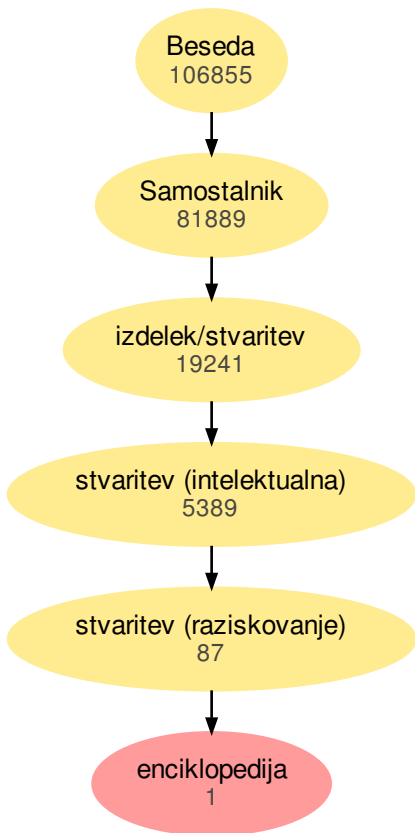 Beseda
106855
Samostalnik
81889
izdelek/stvaritev
19241
stvaritev (intelektualna)
5389
stvaritev (raziskovanje)
87
enciklopedija
1